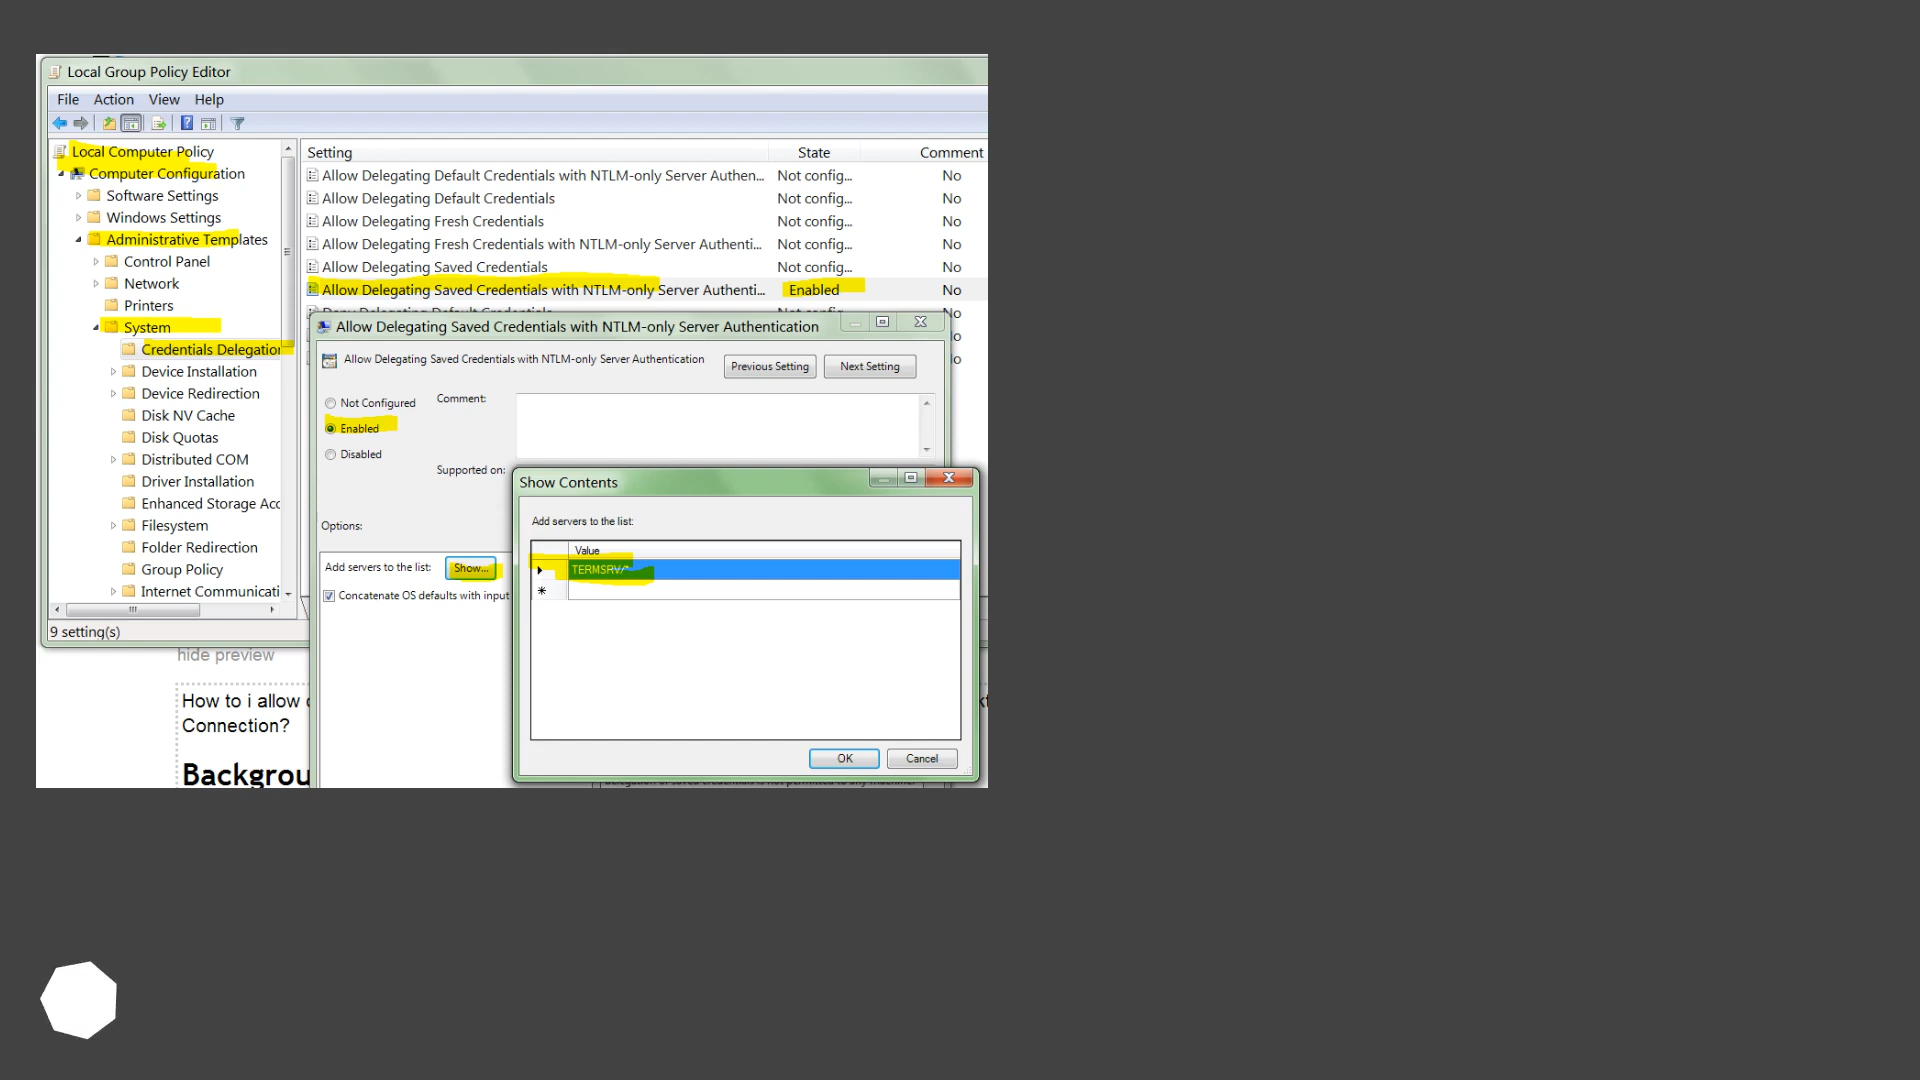 Local Group Policy Editor
File Action View Help
Local Computer Policy
Computer Configuration
Software Settings
Windows Settings
Administrative Templates
Control Panel
Network
Printers
System
Credentials Delegation
Device Installation
Device Redirection
Disk NV Cache
Disk Quotas
Distributed COM
Driver Installation
Enhanced Storage Acc
Filesystem
Folder Redirection
Group Policy
Internet Communicati
9 setting(s)
Setting State Comment
Allow Delegating Default Credentials with NTLM-only Server Authen... Not config... No
Allow Delegating Default Credentials Not config... No
Allow Delegating Fresh Credentials Not config... No
Allow Delegating Fresh Credentials with NTLM-only Server Authenti... Not config... No
Allow Delegating Saved Credentials Not config... No
Allow Delegating Saved Credentials with NTLM-only Server Authenti... Enabled No
No
Allow Delegating Saved Credentials with NTLM-only Server Authentication
Allow Delegating Saved Credentials with NTLM-only Server Authentication
Previous Setting Next Setting
Not Configured
Enabled
Disabled
Comment:
Supported on:
Options:
Add servers to the list: Show...
Concatenate OS defaults with input
Show Contents
Add servers to the list:
Value
TERMSRV/*
OK Cancel
hide preview
How to i allow
Connection?
Backgrou